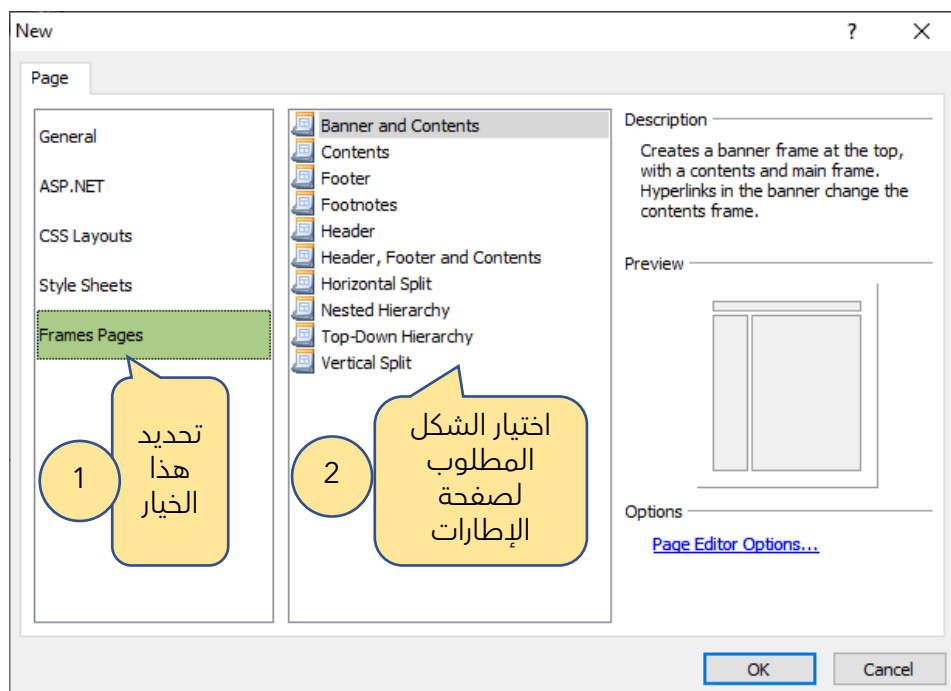 New
Page
General
ASP.NET
CSS Layouts
Style Sheets
Frames Pages
Banner and Contents
Contents
Footer
Footnotes
Header
Header, Footer and Contents
Horizontal Split
Nested Hierarchy
Top-Down Hierarchy
Vertical Split
Description
Creates a banner frame at the top,
with a contents and main frame.
Hyperlinks in the banner change the
contents frame.
Preview
Options
Page Editor Options...
1
تحديد
هذا
الخيار
2
اختيار الشكل
المطلوب
لصفحة
الإطارات
OK
Cancel